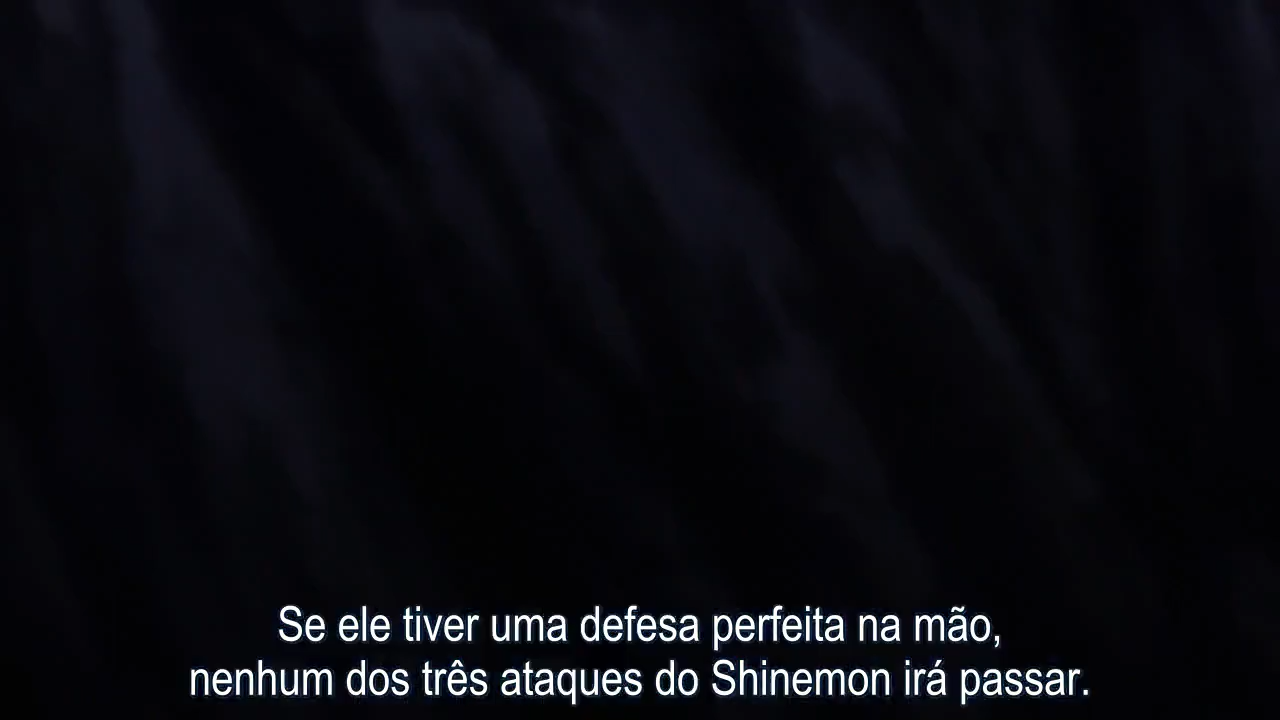 Se ele tiver uma defesa perfeita na mão,
nenhum dos três ataques do Shinemon irá passar.